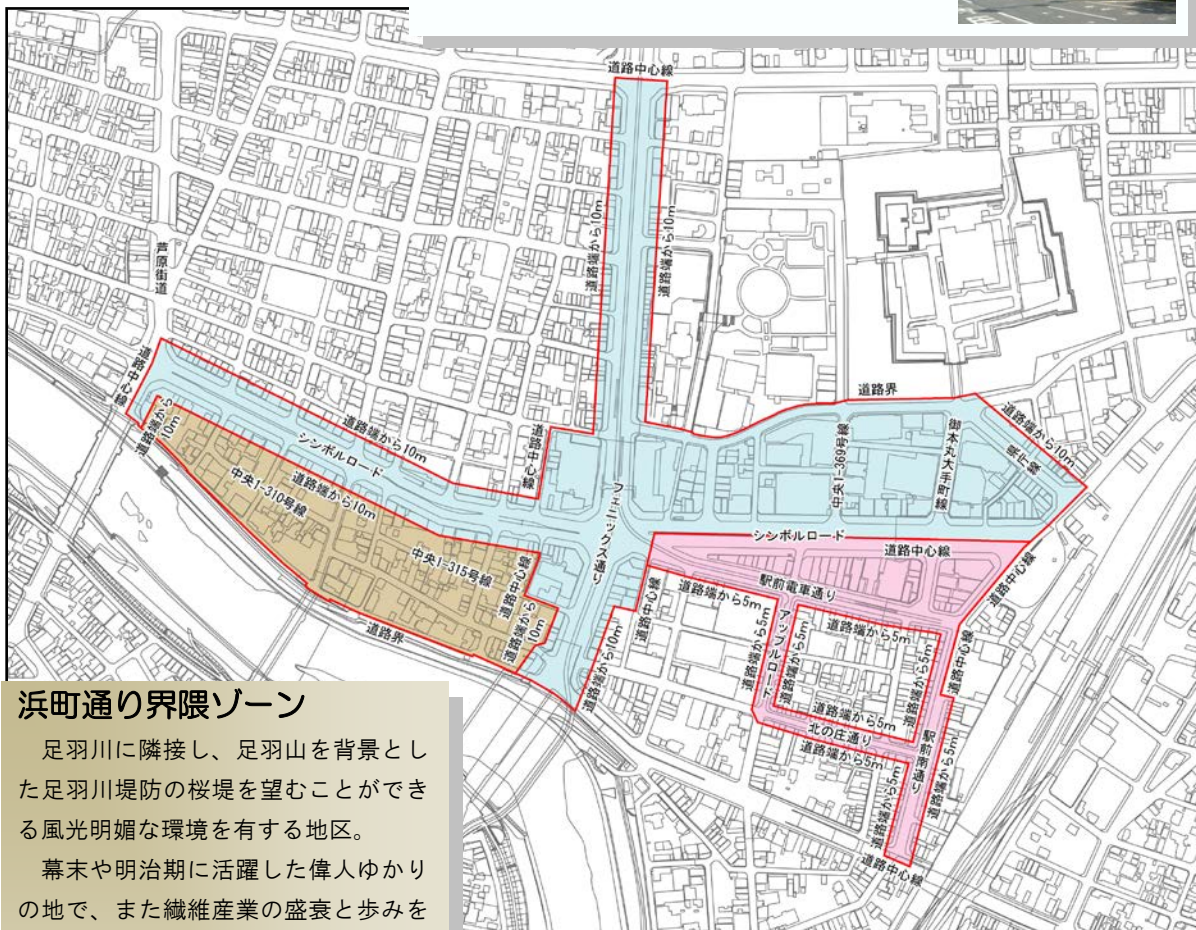 道路中心線
道路端から10m
道路端から10m
芦原街道
道路中心線
道路端から
10m
シンボルロード
道路端から10m
道路中心線
道路端から10m
中央1-310号線
中央1-315号線
道路中心線
道路端から
10m
道路界
フェニックス通り
道路界
中央1-369号線
御本丸大手町線
県庁線
道路端から10m
シンボルロード
道路中心線
道路中心線
駅前電車通り
道路端から5m
道路中心線
道路端から10m
道路端から5m
アップルロード
道路端から5m
道路端から5m
道路端から5m
道路中心線
道路端から5m
北の庄通り
道路端から5m
駅前南通り
道路端から5m
道路端から5m
道路中心線
浜町通り界隈ゾーン
足羽川に隣接し、足羽山を背景とし
た足羽川堤防の桜堤を望むことができ
る風光明媚な環境を有する地区。
幕末や明治期に活躍した偉人ゆかり
の地で、また繊維産業の盛衰と歩みを